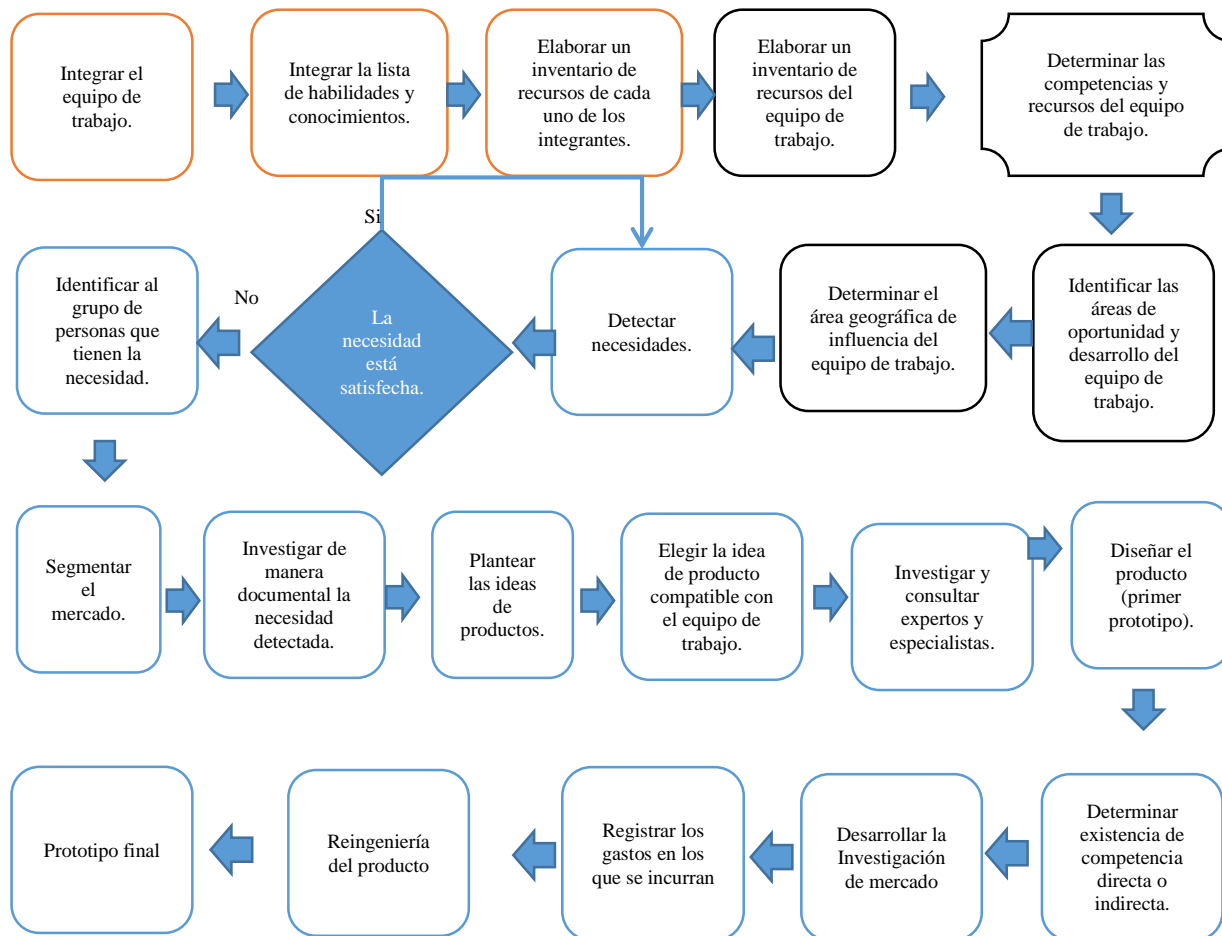 Integrar el
equipo de
trabajo.
Integrar la lista
de habilidades y
conocimientos.
Elaborar un
inventario de
recursos de cada
uno de los
integrantes.
Elaborar un
inventario de
recursos del
equipo de
trabajo.
Determinar las
competencias y
recursos del equipo
de trabajo.
Identificar las
áreas de
oportunidad y
desarrollo del
equipo de
trabajo.
Determinar el
área geográfica de
influencia del
equipo de trabajo.
Detectar
necesidades.
La
necesidad
está
satisfecha.
Si
No
Identificar al
grupo de
personas que
tienen la
necesidad.
Segmentar
el
mercado.
Investigar de
manera
documental la
necesidad
detectada.
Plantear
las ideas
de
productos.
Elegir la idea
de producto
compatible con
el equipo de
trabajo.
Investigar y
consultar
expertos y
especialistas.
Diseñar el
producto
(primer
prototipo).
Determinar
existencia de
competencia
directa o
indirecta.
Desarrollar la
Investigación
de mercado
Registrar los
gastos en los
que se incurran
Reingeniería
del producto
Prototipo final